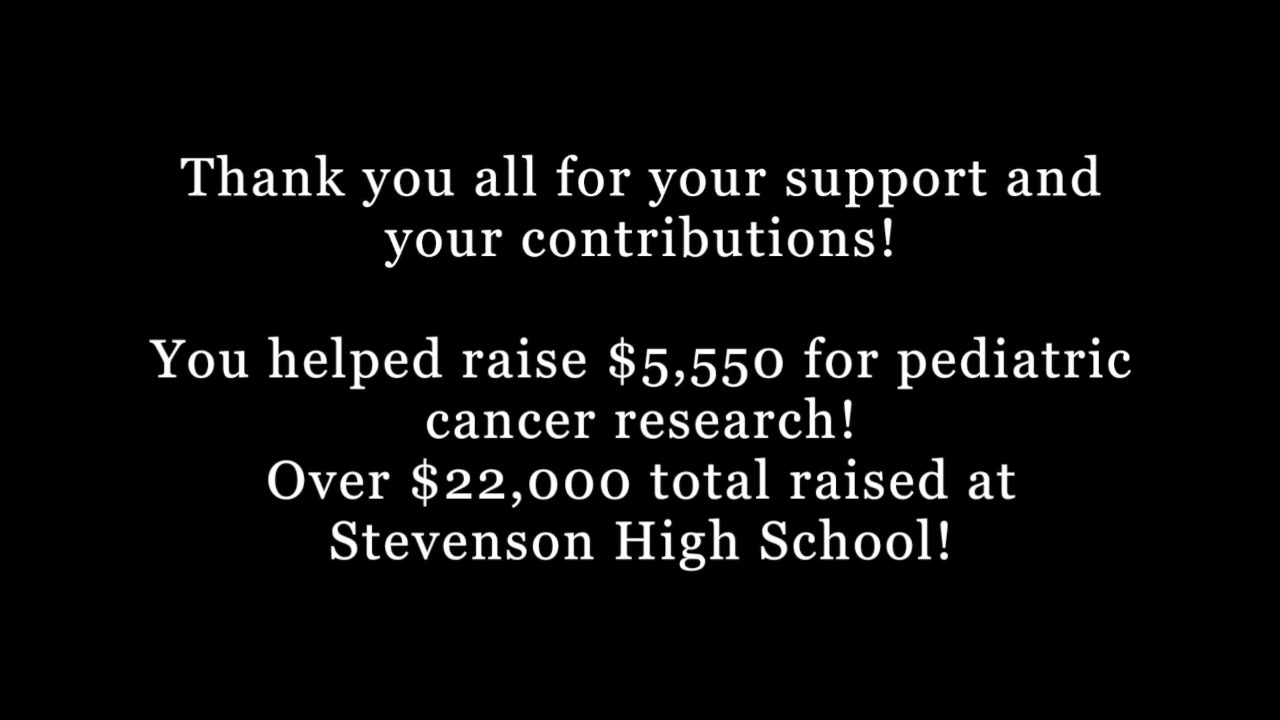 Thank you all for your support and
your contributions!
You helped raise $5,550 for pediatric
cancer research!
Over $22,000 total raised at
Stevenson High School!